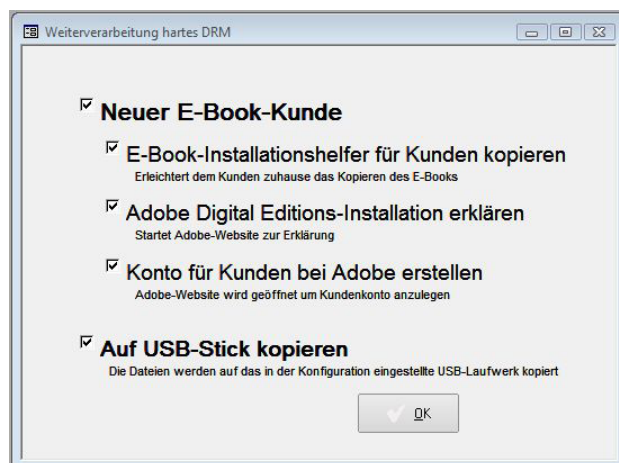 Weiterverarbeitung hartes DRM
Neuer E-Book-Kunde
E-Book-Installationshelfer für Kunden kopieren
Erleichtert dem Kunden zuhause das Kopieren des E-Books
Adobe Digital Editions-Installation erklären
Startet Adobe-Website zur Erklärung
Konto für Kunden bei Adobe erstellen
Adobe-Website wird geöffnet um Kundenkonto anzulegen
Auf USB-Stick kopieren
Die Dateien werden auf das in der Konfiguration eingestellte USB-Laufwerk kopiert
OK